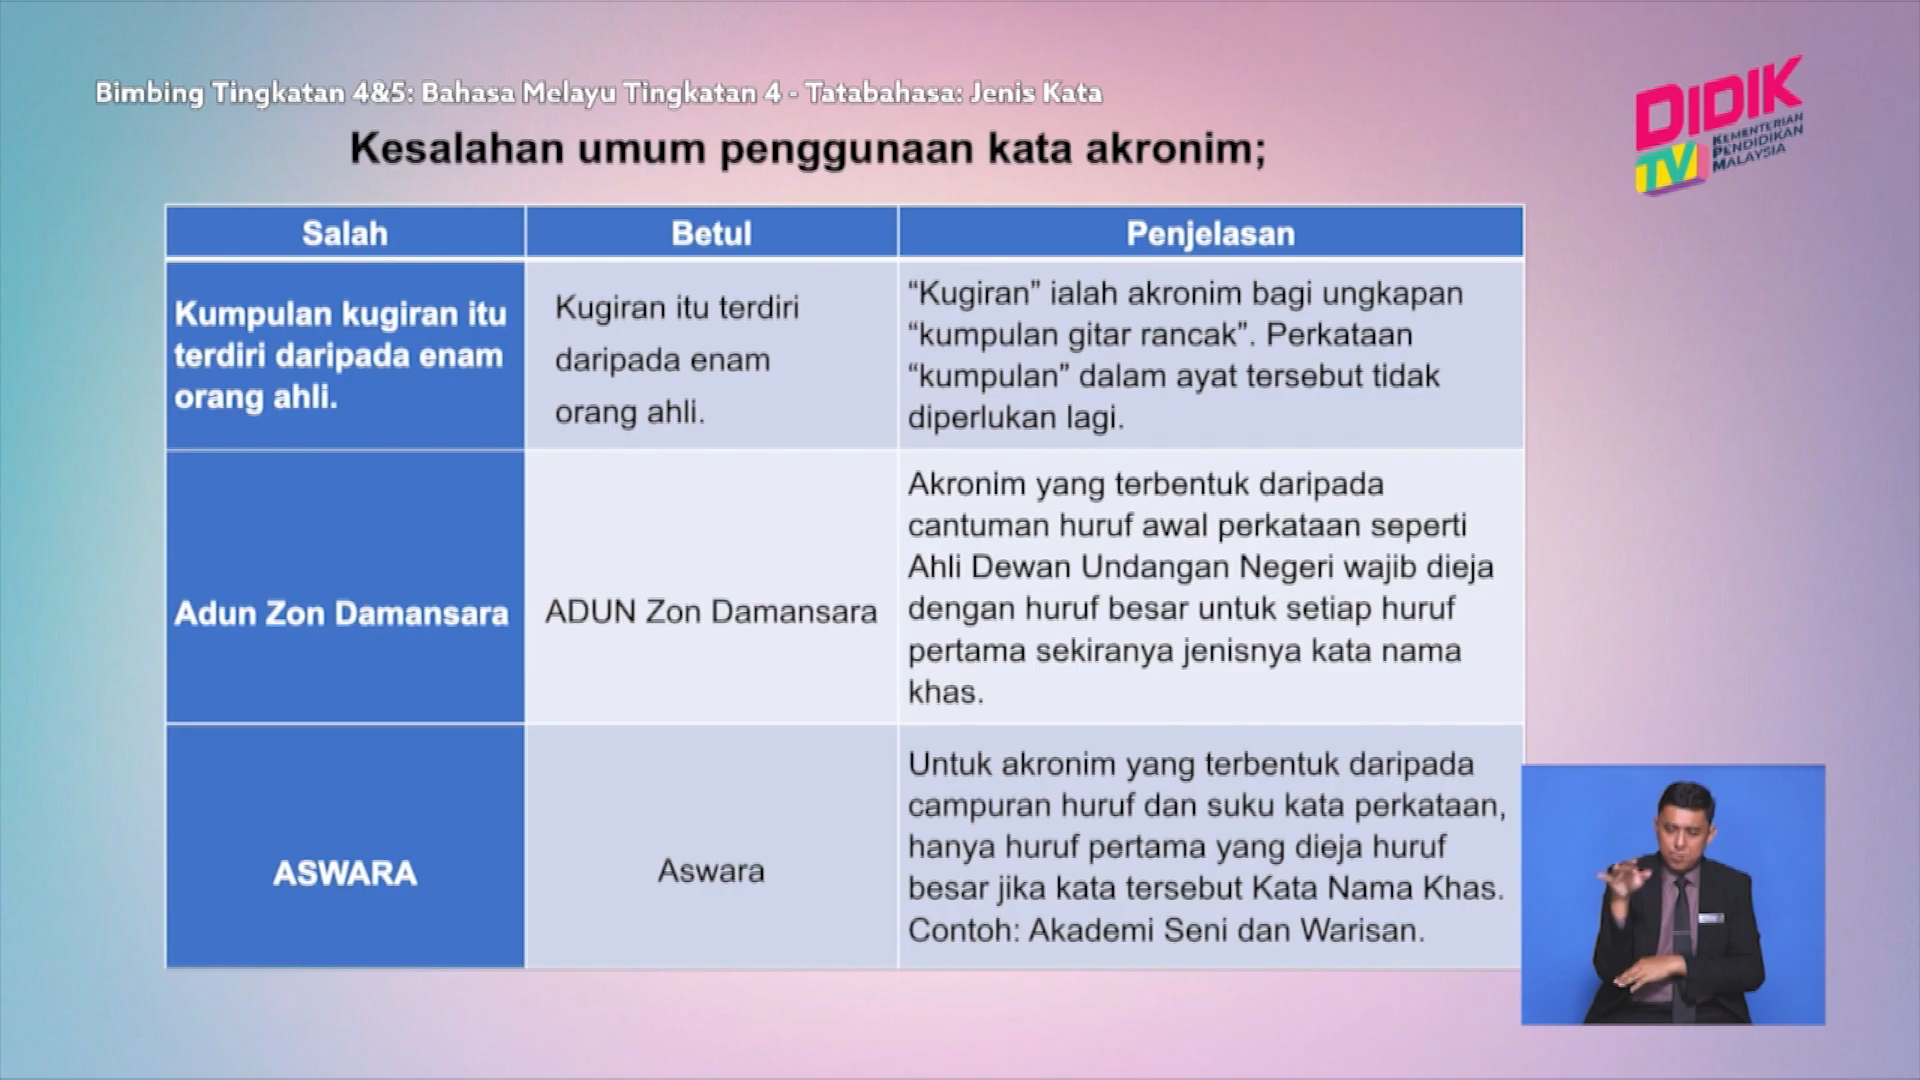 Bimbing Tingkatan 4&5: Bahasa Melayu Tingkatan 4 - Tatabahasa: Jenis Kata
DIDIK
TV
KEMENTERIAN
PENDIDIKAN
MALAYSIA
Kesalahan umum penggunaan kata akronim;
Salah
Betul
Penjelasan
Kumpulan kugiran itu
terdiri daripada enam
orang ahli.
Kugiran itu terdiri
daripada enam
orang ahli.
“Kugiran” ialah akronim bagi ungkapan
“kumpulan gitar rancak”. Perkataan
“kumpulan” dalam ayat tersebut tidak
diperlukan lagi.
Adun Zon Damansara
ADUN Zon Damansara
Akronim yang terbentuk daripada
cantuman huruf awal perkataan seperti
Ahli Dewan Undangan Negeri wajib dieja
dengan huruf besar untuk setiap huruf
pertama sekiranya jenisnya kata nama
khas.
ASWARA
Aswara
Untuk akronim yang terbentuk daripada
campuran huruf dan suku kata perkataan,
hanya huruf pertama yang dieja huruf
besar jika kata tersebut Kata Nama Khas.
Contoh: Akademi Seni dan Warisan.